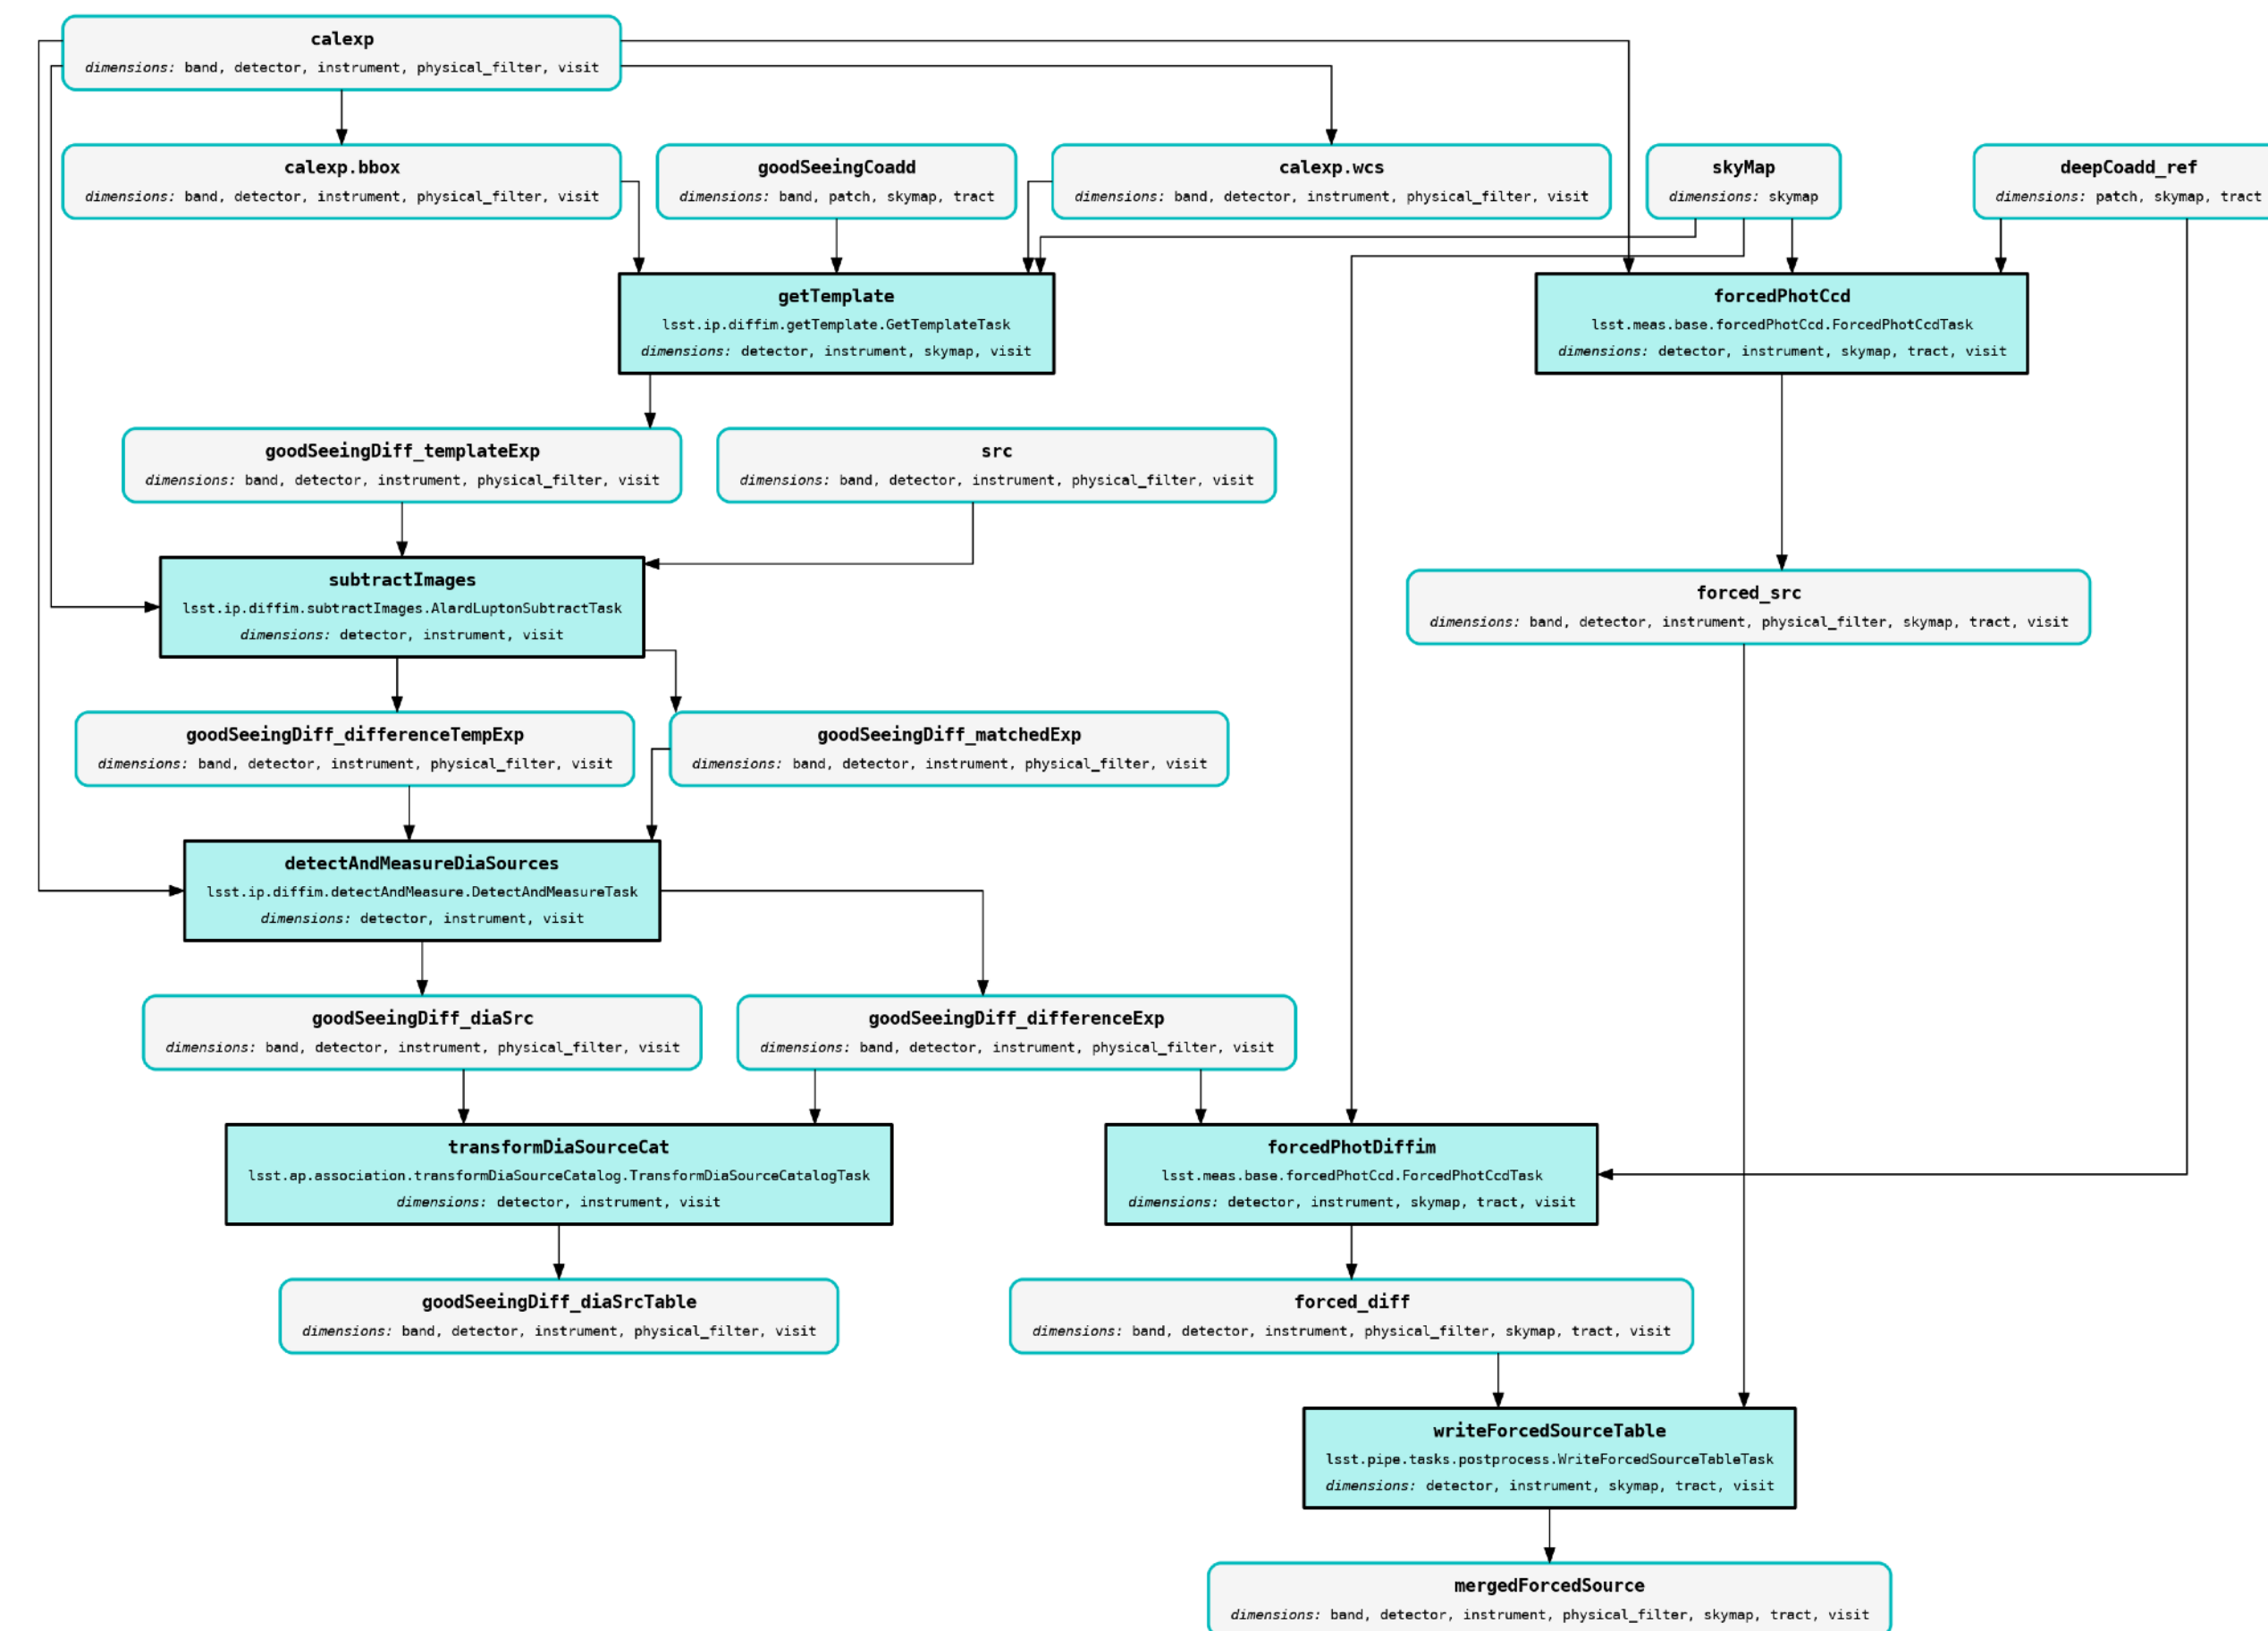 calexp
dimensions: band, detector, instrument, physical_filter, visit
calexp.bbox
dimensions: band, detector, instrument, physical_filter, visit
goodSeeingCoadd
dimensions: band, patch, skymap, tract
calexp.wcs
dimensions: band, detector, instrument, physical_filter, visit
skyMap
dimensions: skymap
deepCoadd_ref
dimensions: patch, skymap, tract
getTemplate
lsst.ip.diffim.getTemplate.GetTemplateTask
dimensions: detector, instrument, skymap, visit
forcedPhotCcd
lsst.meas.base.forcedPhotCcd.ForcedPhotCcdTask
dimensions: detector, instrument, skymap, tract, visit
goodSeeingDiff_templateExp
dimensions: band, detector, instrument, physical_filter, visit
src
dimensions: band, detector, instrument, physical_filter, visit
subtractImages
lsst.ip.diffim.subtractImages.AlardLuptonSubtractTask
dimensions: detector, instrument, visit
forced_src
dimensions: band, detector, instrument, physical_filter, skymap, tract, visit
goodSeeingDiff_differenceTempExp
dimensions: band, detector, instrument, physical_filter, visit
goodSeeingDiff_matchedExp
dimensions: band, detector, instrument, physical_filter, visit
detectAndMeasureDiaSources
lsst.ip.diffim.detectAndMeasure.DetectAndMeasureTask
dimensions: detector, instrument, visit
goodSeeingDiff_diaSrc
dimensions: band, detector, instrument, physical_filter, visit
goodSeeingDiff_differenceExp
dimensions: band, detector, instrument, physical_filter, visit
transformDiaSourceCat
lsst.ap.association.transformDiaSourceCatalog.TransformDiaSourceCatalogTask
dimensions: detector, instrument, visit
forcedPhotDiffim
lsst.meas.base.forcedPhotCcd.ForcedPhotCcdTask
dimensions: detector, instrument, skymap, tract, visit
goodSeeingDiff_diaSrcTable
dimensions: band, detector, instrument, physical_filter, visit
forced_diff
dimensions: band, detector, instrument, physical_filter, skymap, tract, visit
writeForcedSourceTable
lsst.pipe.tasks.postprocess.WriteForcedSourceTableTask
dimensions: detector, instrument, skymap, tract, visit
mergedForcedSource
dimensions: band, detector, instrument, physical_filter, skymap, tract, visit